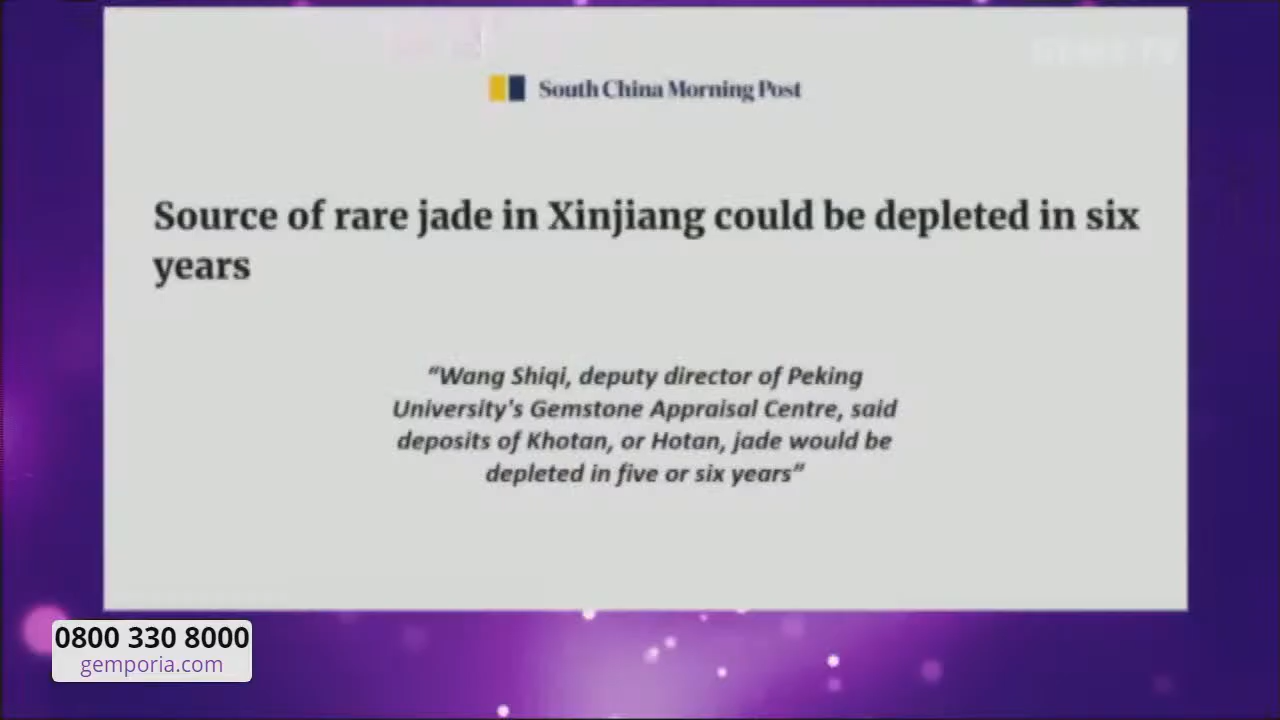 South China Morning Post
Source of rare jade in Xinjiang could be depleted in six
years
“Wang Shiqi, deputy director of Peking
University's Gemstone Appraisal Centre, said
deposits of Khotan, or Hotan, jade would be
depleted in five or six years”
0800 330 8000
gemporia.com